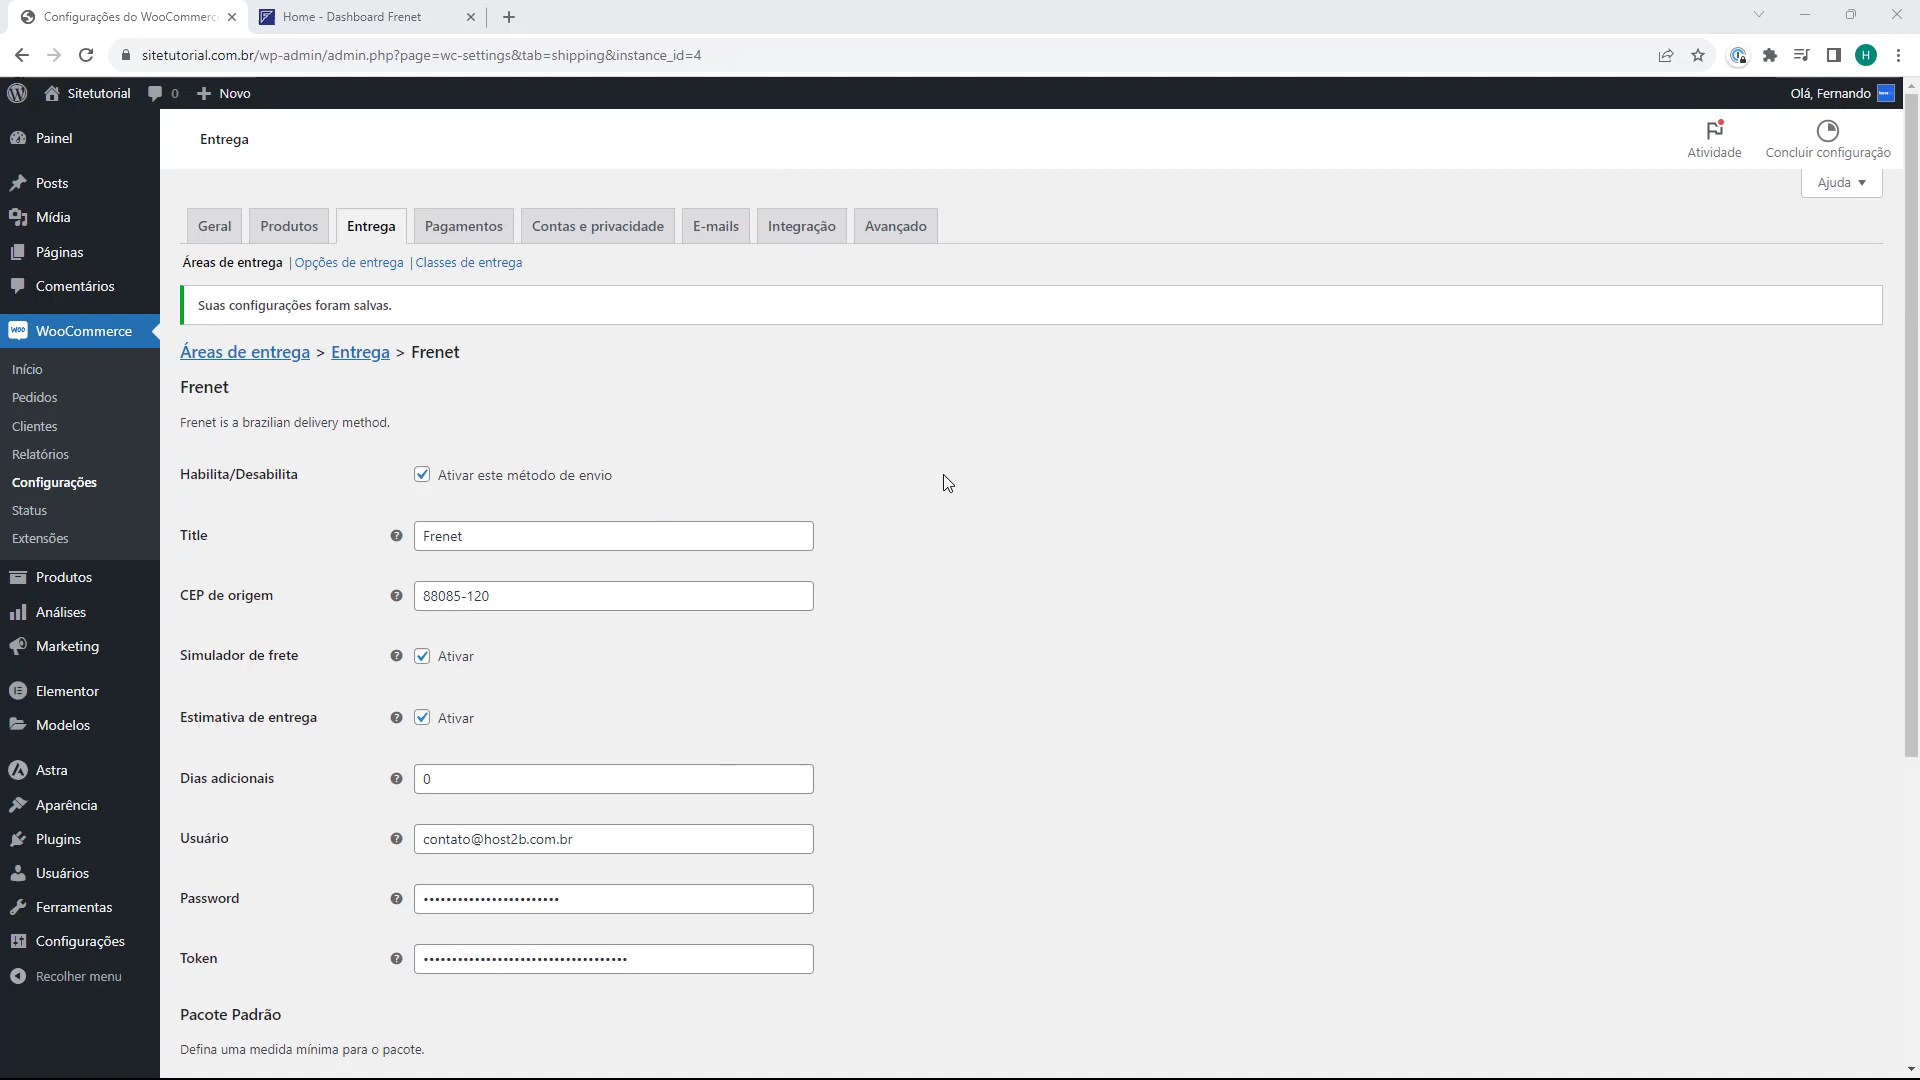 Configurações do WooCommerc
Home - Dashboard Frenet
sitetutorial.com.br/wp-admin/admin.php?page=wc-settings&tab=shipping&instance_id=4
H
Sitetutorial
0
Novo
Olá, Fernando
Painel
Posts
Mídia
Páginas
Comentários
WooCommerce
Início
Pedidos
Clientes
Relatórios
Configurações
Status
Extensões
Produtos
Análises
Marketing
Elementor
Modelos
Astra
Aparência
Plugins
Usuários
Ferramentas
Configurações
Recolher menu
Entrega
Atividade
Concluir configuração
Ajuda
Geral
Produtos
Entrega
Pagamentos
Contas e privacidade
E-mails
Integração
Avançado
Áreas de entrega | Opções de entrega | Classes de entrega
Suas configurações foram salvas.
Áreas de entrega > Entrega > Frenet
Frenet
Frenet is a brazilian delivery method.
Habilita/Desabilita
Ativar este método de envio
Title
Frenet
CEP de origem
88085-120
Simulador de frete
Ativar
Estimativa de entrega
Ativar
Dias adicionais
0
Usuário
contato@host2b.com.br
Password
Token
Pacote Padrão
Defina uma medida mínima para o pacote.